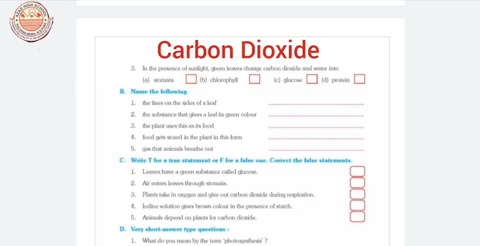 Carbon Dioxide
3. In the presence of sunlight, green leaves change carbon dioxide and water into
(a) stomata (b) chlorophyll (c) glucose (d) protein
B. Name the following.
1. the lines on the sides of a leaf
2. the substance that gives a leaf its green colour
3. the plant uses this as its food
4. food gets stored in the plant in this form
5. gas that animals breathe out
C. Write T for a true statement or F for a false one. Correct the false statements.
1. Leaves have a green substance called glucose.
2. Air enters leaves through stomata.
3. Plants take in oxygen and give out carbon dioxide during respiration.
4. Iodine solution gives brown colour in the presence of starch.
5. Animals depend on plants for carbon dioxide.
D. Very short-answer type questions :
1. What do you mean by the term 'photosynthesis' ?